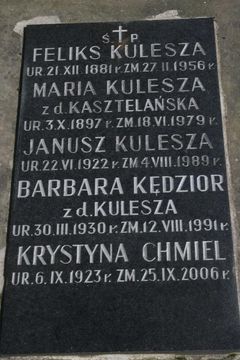 Ś † P
FELIKS KULESZA
UR.21.XII.1881 r. ZM.27.II.1956 r.
MARIA KULESZA
z d. KASZTELAŃSKA
UR.3.X.1897 r. ZM.18.VI.1979 r.
JANUSZ KULESZA
UR.22.VI.1922 r. ZM.4.VIII.1989 r.
BARBARA KĘDZIOR
z d. KULESZA
UR.30.III.1930 r. ZM.12.VIII.1991 r.
KRYSTYNA CHMIEL
UR.6.IX.1923 r. ZM.25.IX.2006 r.